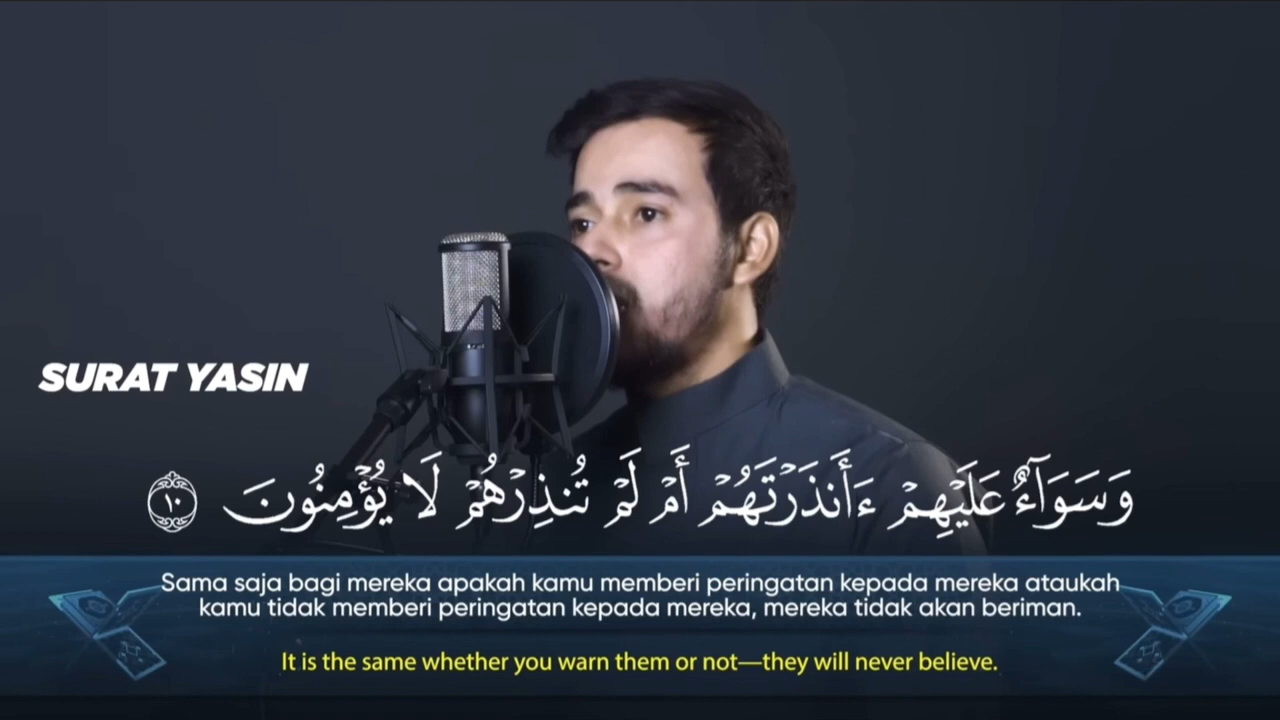 SURAT YASIN
وَسَوَآءٌ عَلَيْهِمْ ءَأَنذَرْتَهُمْ أَمْ لَمْ تُنذِرْهُمْ لَا يُؤْمِنُونَ ١٠
Sama saja bagi mereka apakah kamu memberi peringatan kepada mereka ataukah
kamu tidak memberi peringatan kepada mereka, mereka tidak akan beriman.
It is the same whether you warn them or not—they will never believe.